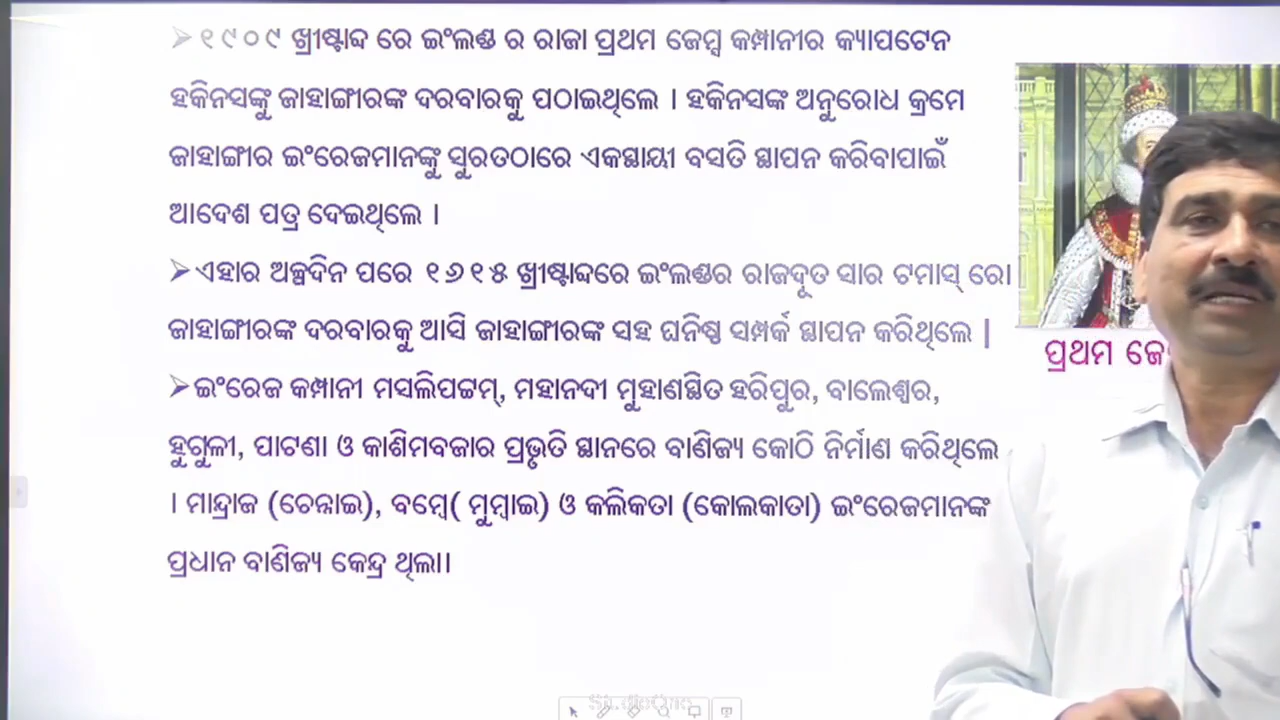 ➢୧୯୦୯ ଖ୍ରୀଷ୍ଟାବ୍ଦ ରେ ଇଂଲଣ୍ଡ ର ରାଜା ପ୍ରଥମ ଜେମ୍ସ କମ୍ପାନୀର କ୍ୟାପଟେନ
ହକିନସଙ୍କୁ ଜାହାଙ୍ଗୀରଙ୍କ ଦରବାରକୁ ପଠାଇଥିଲେ । ହକିନସଙ୍କ ଅନୁରୋଧ କ୍ରମେ
ଜାହାଙ୍ଗୀର ଇଂରେଜମାନଙ୍କୁ ସୁରତଠାରେ ଏକସ୍ଥାୟୀ ବସତି ସ୍ଥାପନ କରିବାପାଇଁ
ଆଦେଶ ପତ୍ର ଦେଇଥିଲେ ।
➢ଏହାର ଅଳ୍ପଦିନ ପରେ ୧୬୧୫ ଖ୍ରୀଷ୍ଟାବ୍ଦରେ ଇଂଲଣ୍ଡର ରାଜଦୂତ ସାର ଟମାସ୍ ରୋ
ଜାହାଙ୍ଗୀରଙ୍କ ଦରବାରକୁ ଆସି ଜାହାଙ୍ଗୀରଙ୍କ ସହ ଘନିଷ୍ଠ ସମ୍ପର୍କ ସ୍ଥାପନ କରିଥିଲେ |
ପ୍ରଥମ
➢ଇଂରେଜ କମ୍ପାନୀ ମସଲିପଟ୍ଟମ୍, ମହାନଦୀ ମୁହାଣସ୍ଥିତ ହରିପୁର, ବାଲେଶ୍ୱର,
ହୁଗୁଳୀ, ପାଟଣା ଓ କାଶିମବଜାର ପ୍ରଭୃତି ସ୍ଥାନରେ ବାଣିଜ୍ୟ କୋଠି ନିର୍ମାଣ କରିଥିଲେ
। ମାନ୍ଦ୍ରାଜ (ଚେନ୍ନାଇ), ବମ୍ବେ( ମୁମ୍ବାଇ) ଓ କଲିକତା (କୋଲକାତା) ଇଂରେଜମାନଙ୍କ
ପ୍ରଧାନ ବାଣିଜ୍ୟ କେନ୍ଦ୍ର ଥିଲା।।